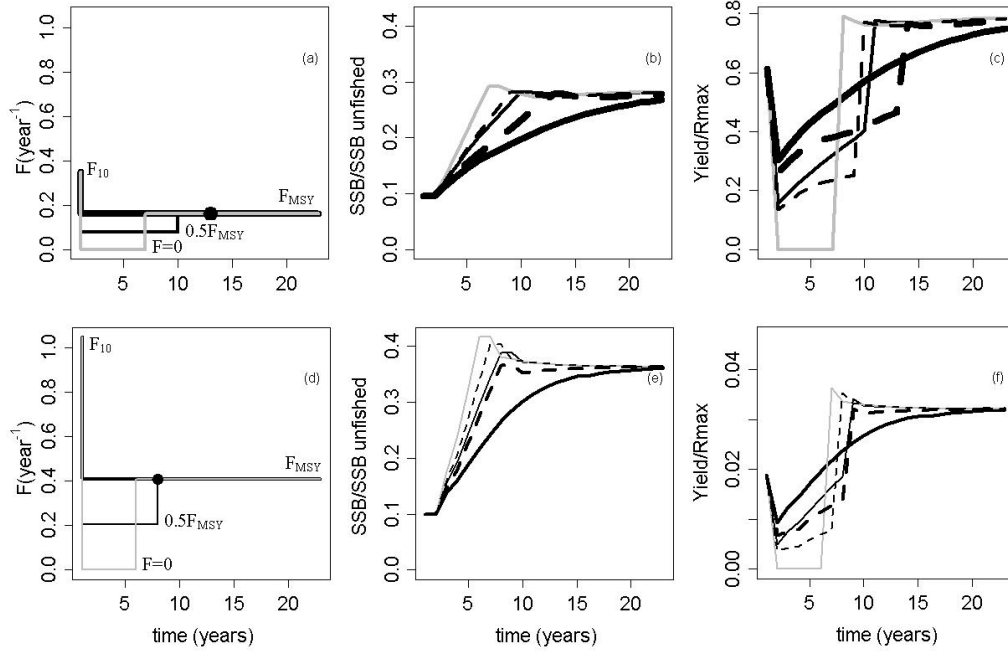 1.0
0.8
0.6
0.4
0.2
0.0
F(year-1)
(a)
F10
FMSY
0.5FMSY
F=0
5 10 15 20
0.4
0.3
0.2
0.1
0.0
SSB/SSB unfished
(b)
5 10 15 20
0.8
0.6
0.4
0.2
0.0
Yield/Rmax
(c)
5 10 15 20
1.0
0.8
0.6
0.4
0.2
0.0
F(year-1)
(d)
F10
FMSY
0.5FMSY
F=0
5 10 15 20
time (years)
0.4
0.3
0.2
0.1
0.0
SSB/SSB unfished
(e)
5 10 15 20
time (years)
0.04
0.02
0.00
Yield/Rmax
(f)
5 10 15 20
time (years)